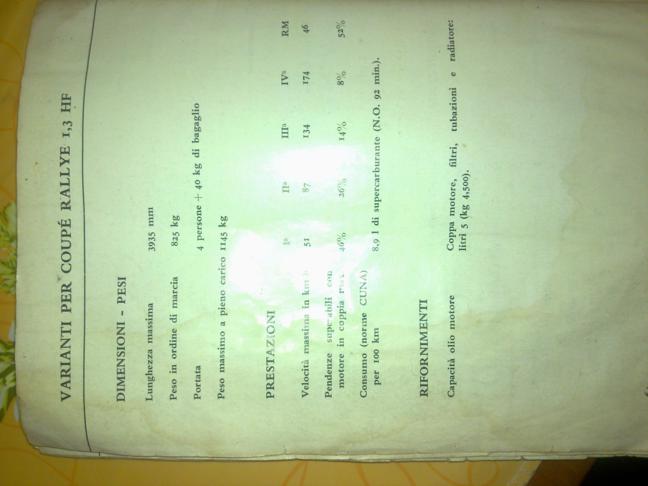 VARIANTI PER COUPÉ RALLYE 1,3 HF
DIMENSIONI - PESI
Lunghezza massima 3935 mm
Peso in ordine di marcia 825 kg
Portata 4 persone + 40 kg di bagaglio
Peso massimo a pieno carico 1145 kg
PRESTAZIONI Iª IIª IIIª IVª RM
Velocità massima in km 51 87 134 174 46
Pendenze superabili con
motore in coppia 46% 26% 14% 8% 52%
Consumo (norme CUNA)
per 100 km 8,9 l di supercarburante (N.O. 92 min.).
RIFORNIMENTI
Capacità olio motore Coppa motore, filtri, tubazioni e radiatore:
litri 5 (kg 4,500).